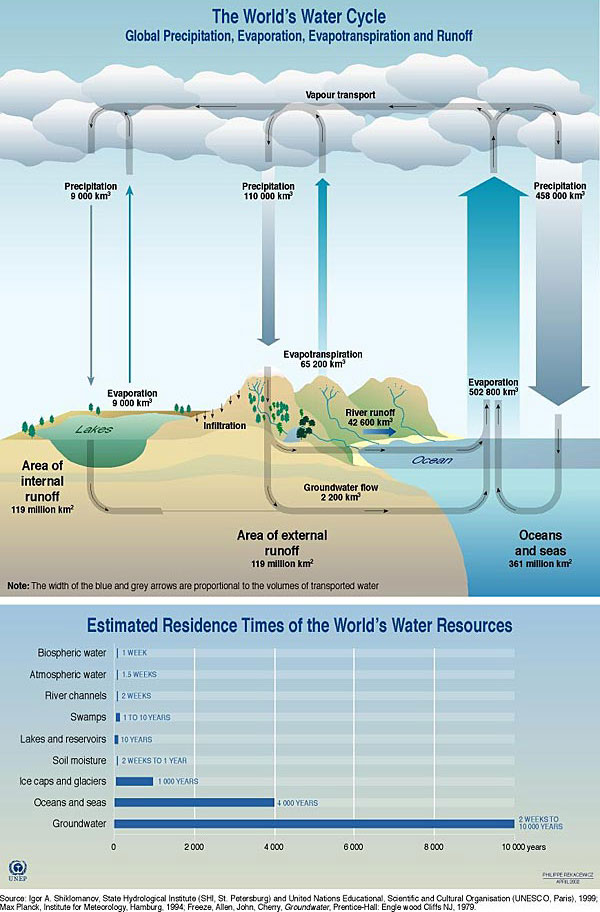 The World's Water Cycle
Global Precipitation, Evaporation, Evapotranspiration and Runoff
Vapour transport
Precipitation
9 000 km³
Precipitation
110 000 km³
Precipitation
458 000 km³
Evapotranspiration
65 200 km³
Evaporation
9 000 km³
Evaporation
502 800 km³
River runoff
42 600 km³
Infiltration
Lakes
Ocean
Area of
internal
runoff
119 million km²
Groundwater flow
2 200 km³
Area of external
runoff
119 million km²
Oceans
and seas
361 million km²
Note: The width of the blue and grey arrows are proportional to the volumes of transported water
Estimated Residence Times of the World's Water Resources
Biospheric water 1 WEEK
Atmospheric water 1.5 WEEKS
River channels 2 WEEKS
Swamps 1 TO 10 YEARS
Lakes and reservoirs 10 YEARS
Soil moisture 2 WEEKS TO 1 YEAR
Ice caps and glaciers 1 000 YEARS
Oceans and seas 4 000 YEARS
Groundwater 2 WEEKS TO
10 000 YEARS
0 2 000 4 000 6 000 8 000 10 000 years
UNEP
PHILIPPE REKACEWICZ
APRIL 2002
Source: Igor A. Shiklomanov, State Hydrological Institute (SHI, St. Petersburg) and United Nations Educational, Scientific and Cultural Organisation (UNESCO, Paris), 1999;
Max Planck, Institute for Meteorology, Hamburg, 1994; Freeze, Allen, John, Cherry, Groundwater, Prentice-Hall: Engle wood Cliffs NJ, 1979.